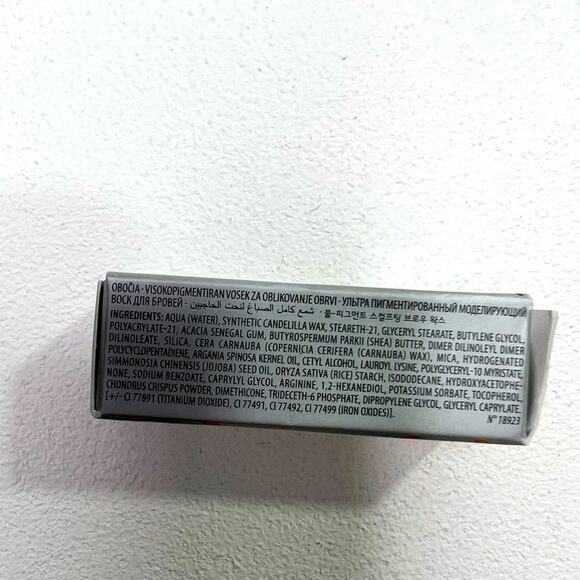 OBOČIA · VISOKOPIGMENTIRAN VOSEK ZA OBLIKOVANJE OBRVI · УЛЬТРА ПИГМЕНТИРОВАННЫЙ МОДЕЛИРУЮЩИЙ
ВОСК ДЛЯ БРОВЕЙ · شمع كامل الصباغ لنحت الحاجبين · 풀-피그먼트 스컬프팅 브로우 왁스
INGREDIENTS: AQUA (WATER), SYNTHETIC CANDELILLA WAX, STEARETH-21, GLYCERYL STEARATE, BUTYLENE GLYCOL,
POLYACRYLATE-21, ACACIA SENEGAL GUM, BUTYROSPERMUM PARKII (SHEA) BUTTER, DIMER DILINOLEYL DIMER
DILINOLEATE, SILICA, CERA CARNAUBA (COPERNICIA CERIFERA (CARNAUBA) WAX), MICA, HYDROGENATED
POLYCYCLOPENTADIENE, ARGANIA SPINOSA KERNEL OIL, CETYL ALCOHOL, LAUROYL LYSINE, POLYGLYCERYL-10 MYRISTATE,
SIMMONDSIA CHINENSIS (JOJOBA) SEED OIL, ORYZA SATIVA (RICE) STARCH, ISODODECANE, HYDROXYACETOPHE-
NONE, SODIUM BENZOATE, CAPRYLYL GLYCOL, ARGININE, 1,2-HEXANEDIOL, POTASSIUM SORBATE, TOCOPHEROL,
CHONDRUS CRISPUS POWDER, DIMETHICONE, TRIDECETH-6 PHOSPHATE, DIPROPYLENE GLYCOL, GLYCERYL CAPRYLATE.
[+/- CI 77891 (TITANIUM DIOXIDE), CI 77491, CI 77492, CI 77499 (IRON OXIDES)].
N° 18923